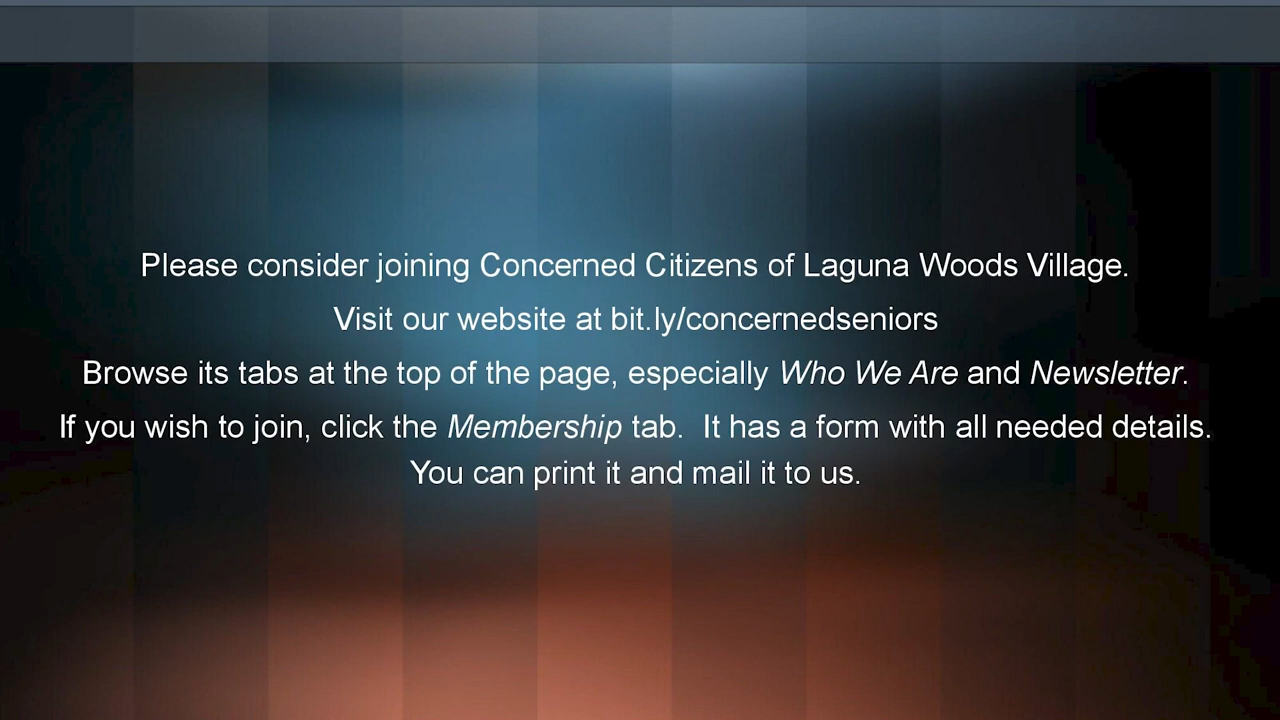 Please consider joining Concerned Citizens of Laguna Woods Village.
Visit our website at bit.ly/concernedseniors
Browse its tabs at the top of the page, especially Who We Are and Newsletter.
If you wish to join, click the Membership tab.  It has a form with all needed details.
You can print it and mail it to us.